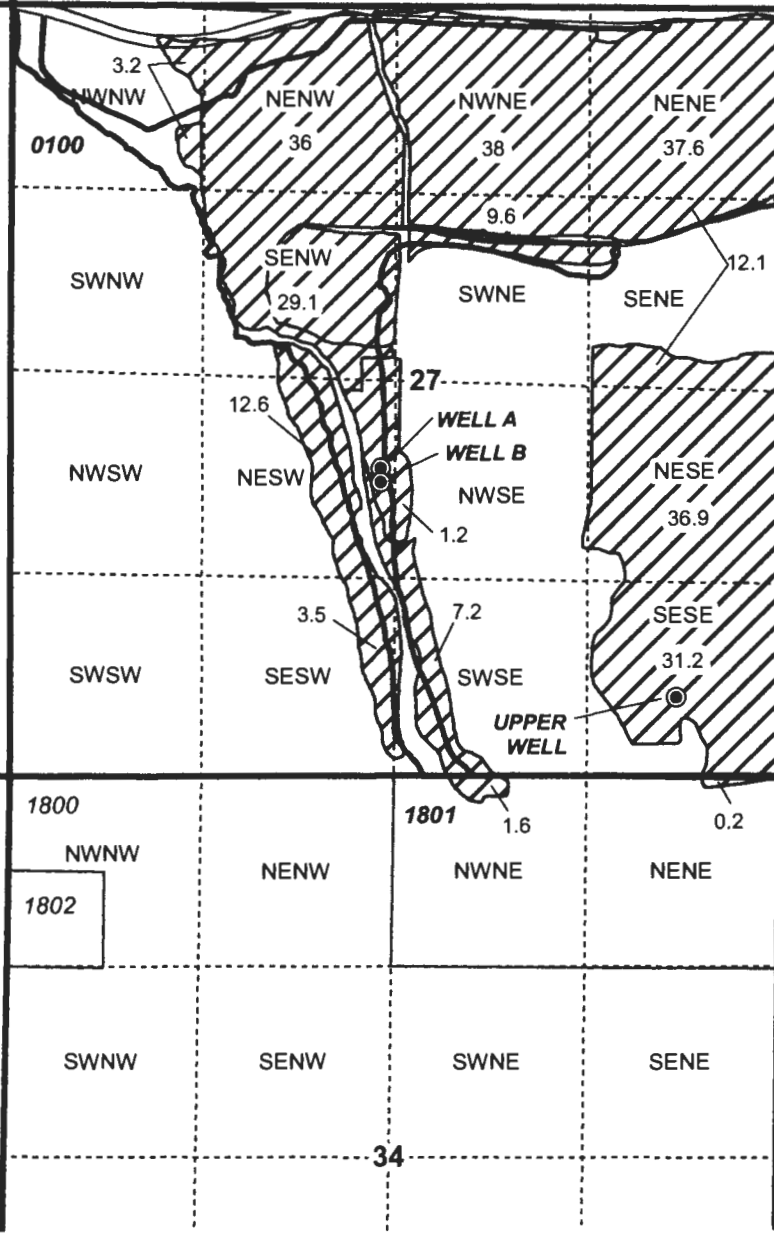 3.2
NWNW
NENW
NWNE
NENE
0100
36
38
37.6
9.6
SWNW
SENW
29.1
SWNE
SENE
12.1
27
12.6
WELL A
WELL B
NWSW
NESW
NWSE
NESE
36.9
1.2
3.5
7.2
SESE
31.2
SWSW
SESW
SWSE
UPPER
WELL
1800
1801
1.6
0.2
NWNW
NENW
NWNE
NENE
1802
SWNW
SENW
SWNE
SENE
34